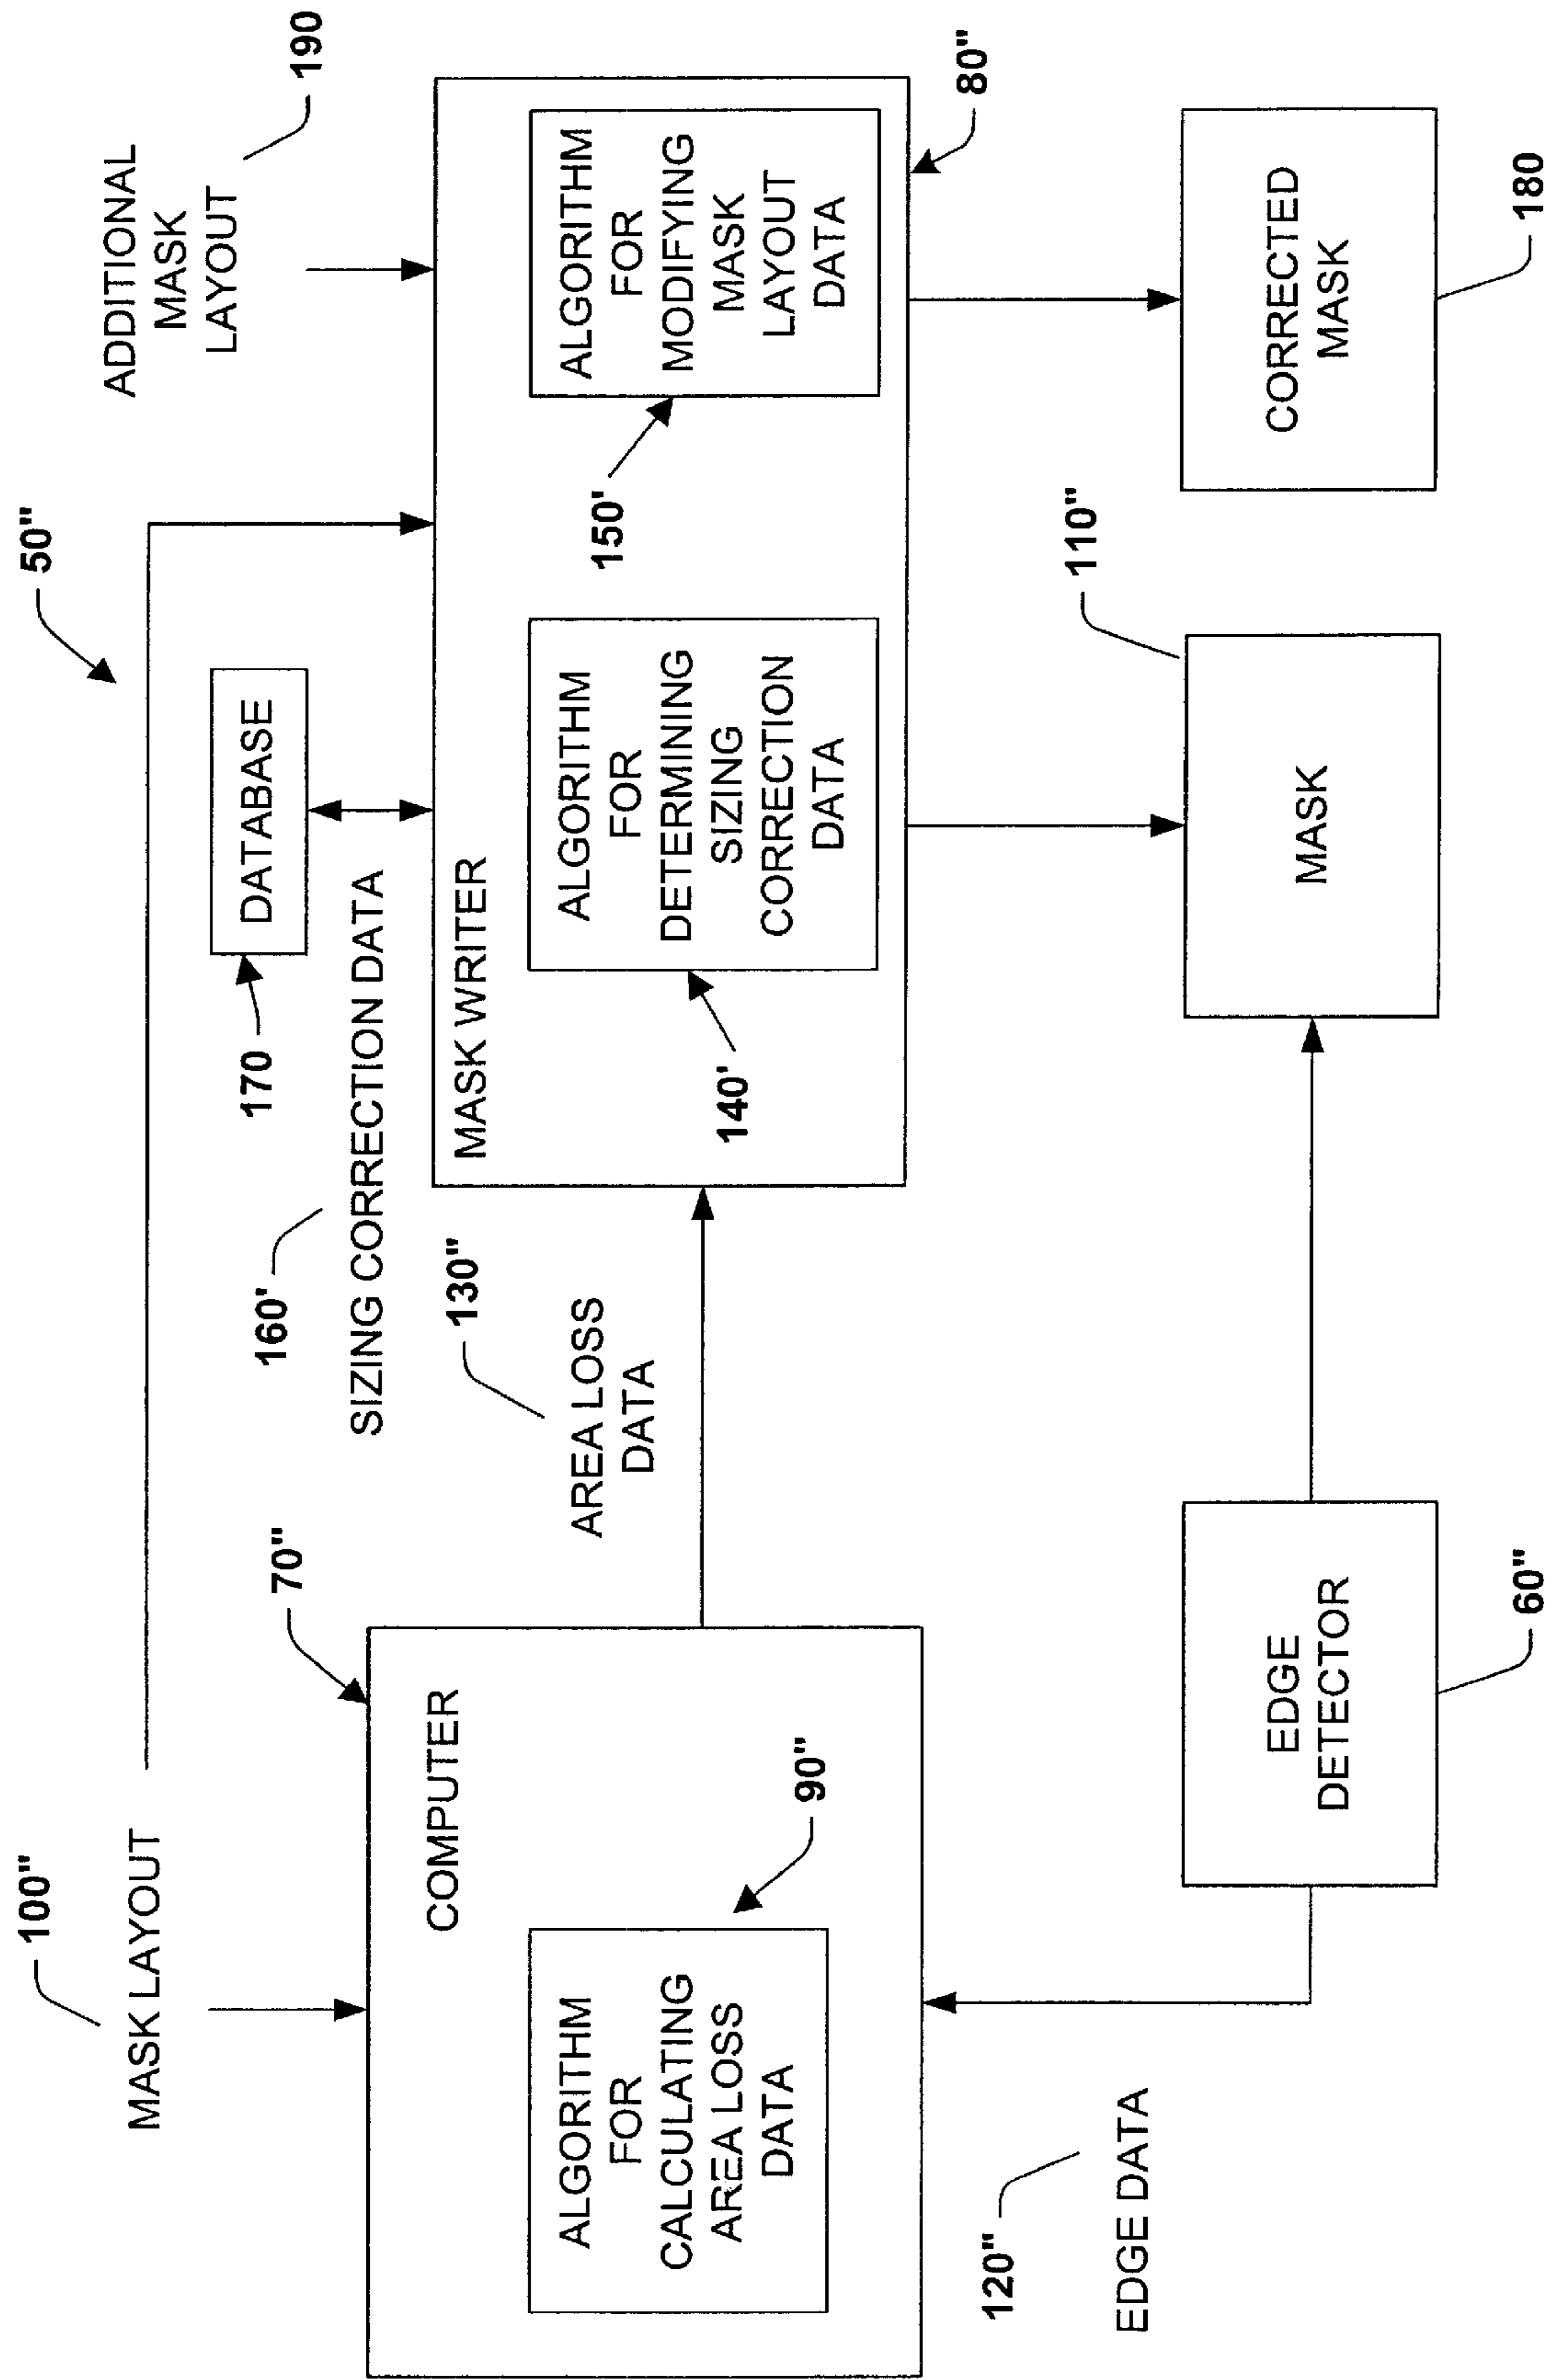 100"
MASK LAYOUT
50"
ADDITIONAL
MASK
LAYOUT
190
170
DATABASE
160'
SIZING CORRECTION DATA
70"
COMPUTER
ALGORITHM
FOR
CALCULATING
AREA LOSS
DATA
90"
130"
AREA LOSS
DATA
MASK WRITER
ALGORITHM
FOR
DETERMINING
SIZING
CORRECTION
DATA
140'
ALGORITHM
FOR
MODIFYING
MASK
LAYOUT
DATA
150'
80"
120"
EDGE DATA
EDGE
DETECTOR
60"
110"
MASK
CORRECTED
MASK
180